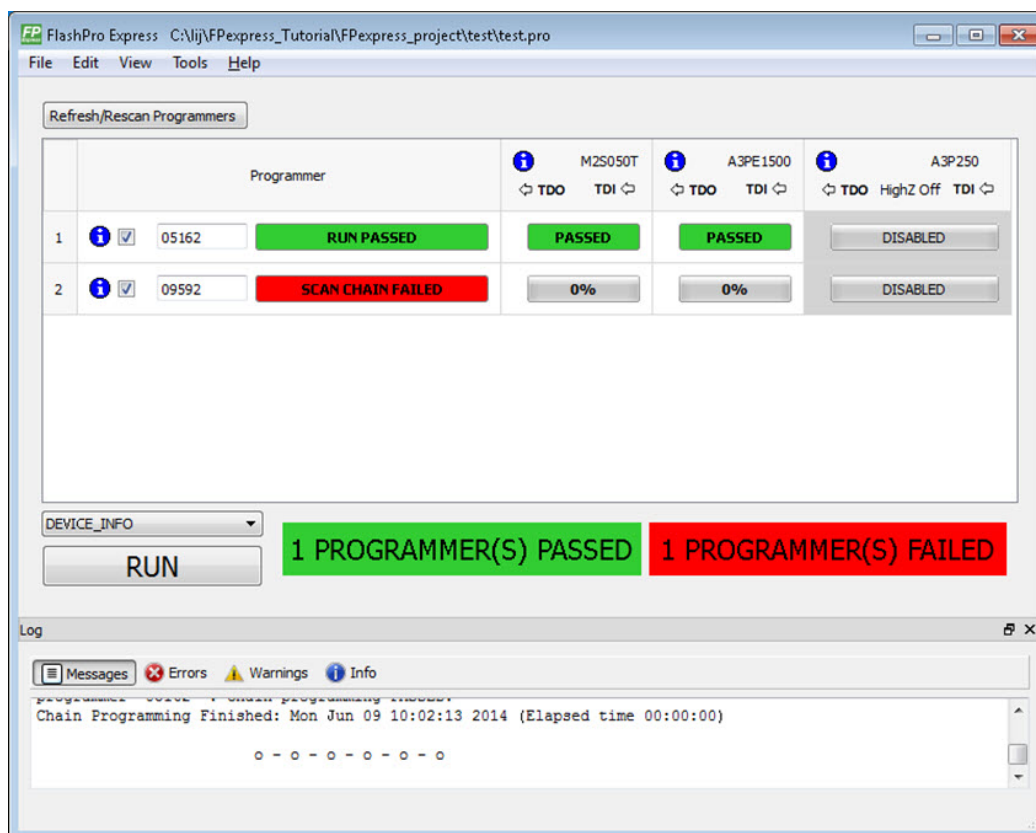 FP FlashPro Express C:\lij\FPexpress_Tutorial\FPexpress_project\test\test.pro
File Edit View Tools Help
Refresh/Rescan Programmers
Programmer
M2S050T
TDO TDI
A3PE1500
TDO TDI
A3P250
TDO HighZ Off TDI
1 05162 RUN PASSED PASSED PASSED DISABLED
2 09592 SCAN CHAIN FAILED 0% 0% DISABLED
DEVICE_INFO
RUN
1 PROGRAMMER(S) PASSED
1 PROGRAMMER(S) FAILED
Log
Messages Errors Warnings Info
Chain Programming Finished: Mon Jun 09 10:02:13 2014 (Elapsed time 00:00:00)
o - o - o - o - o - o